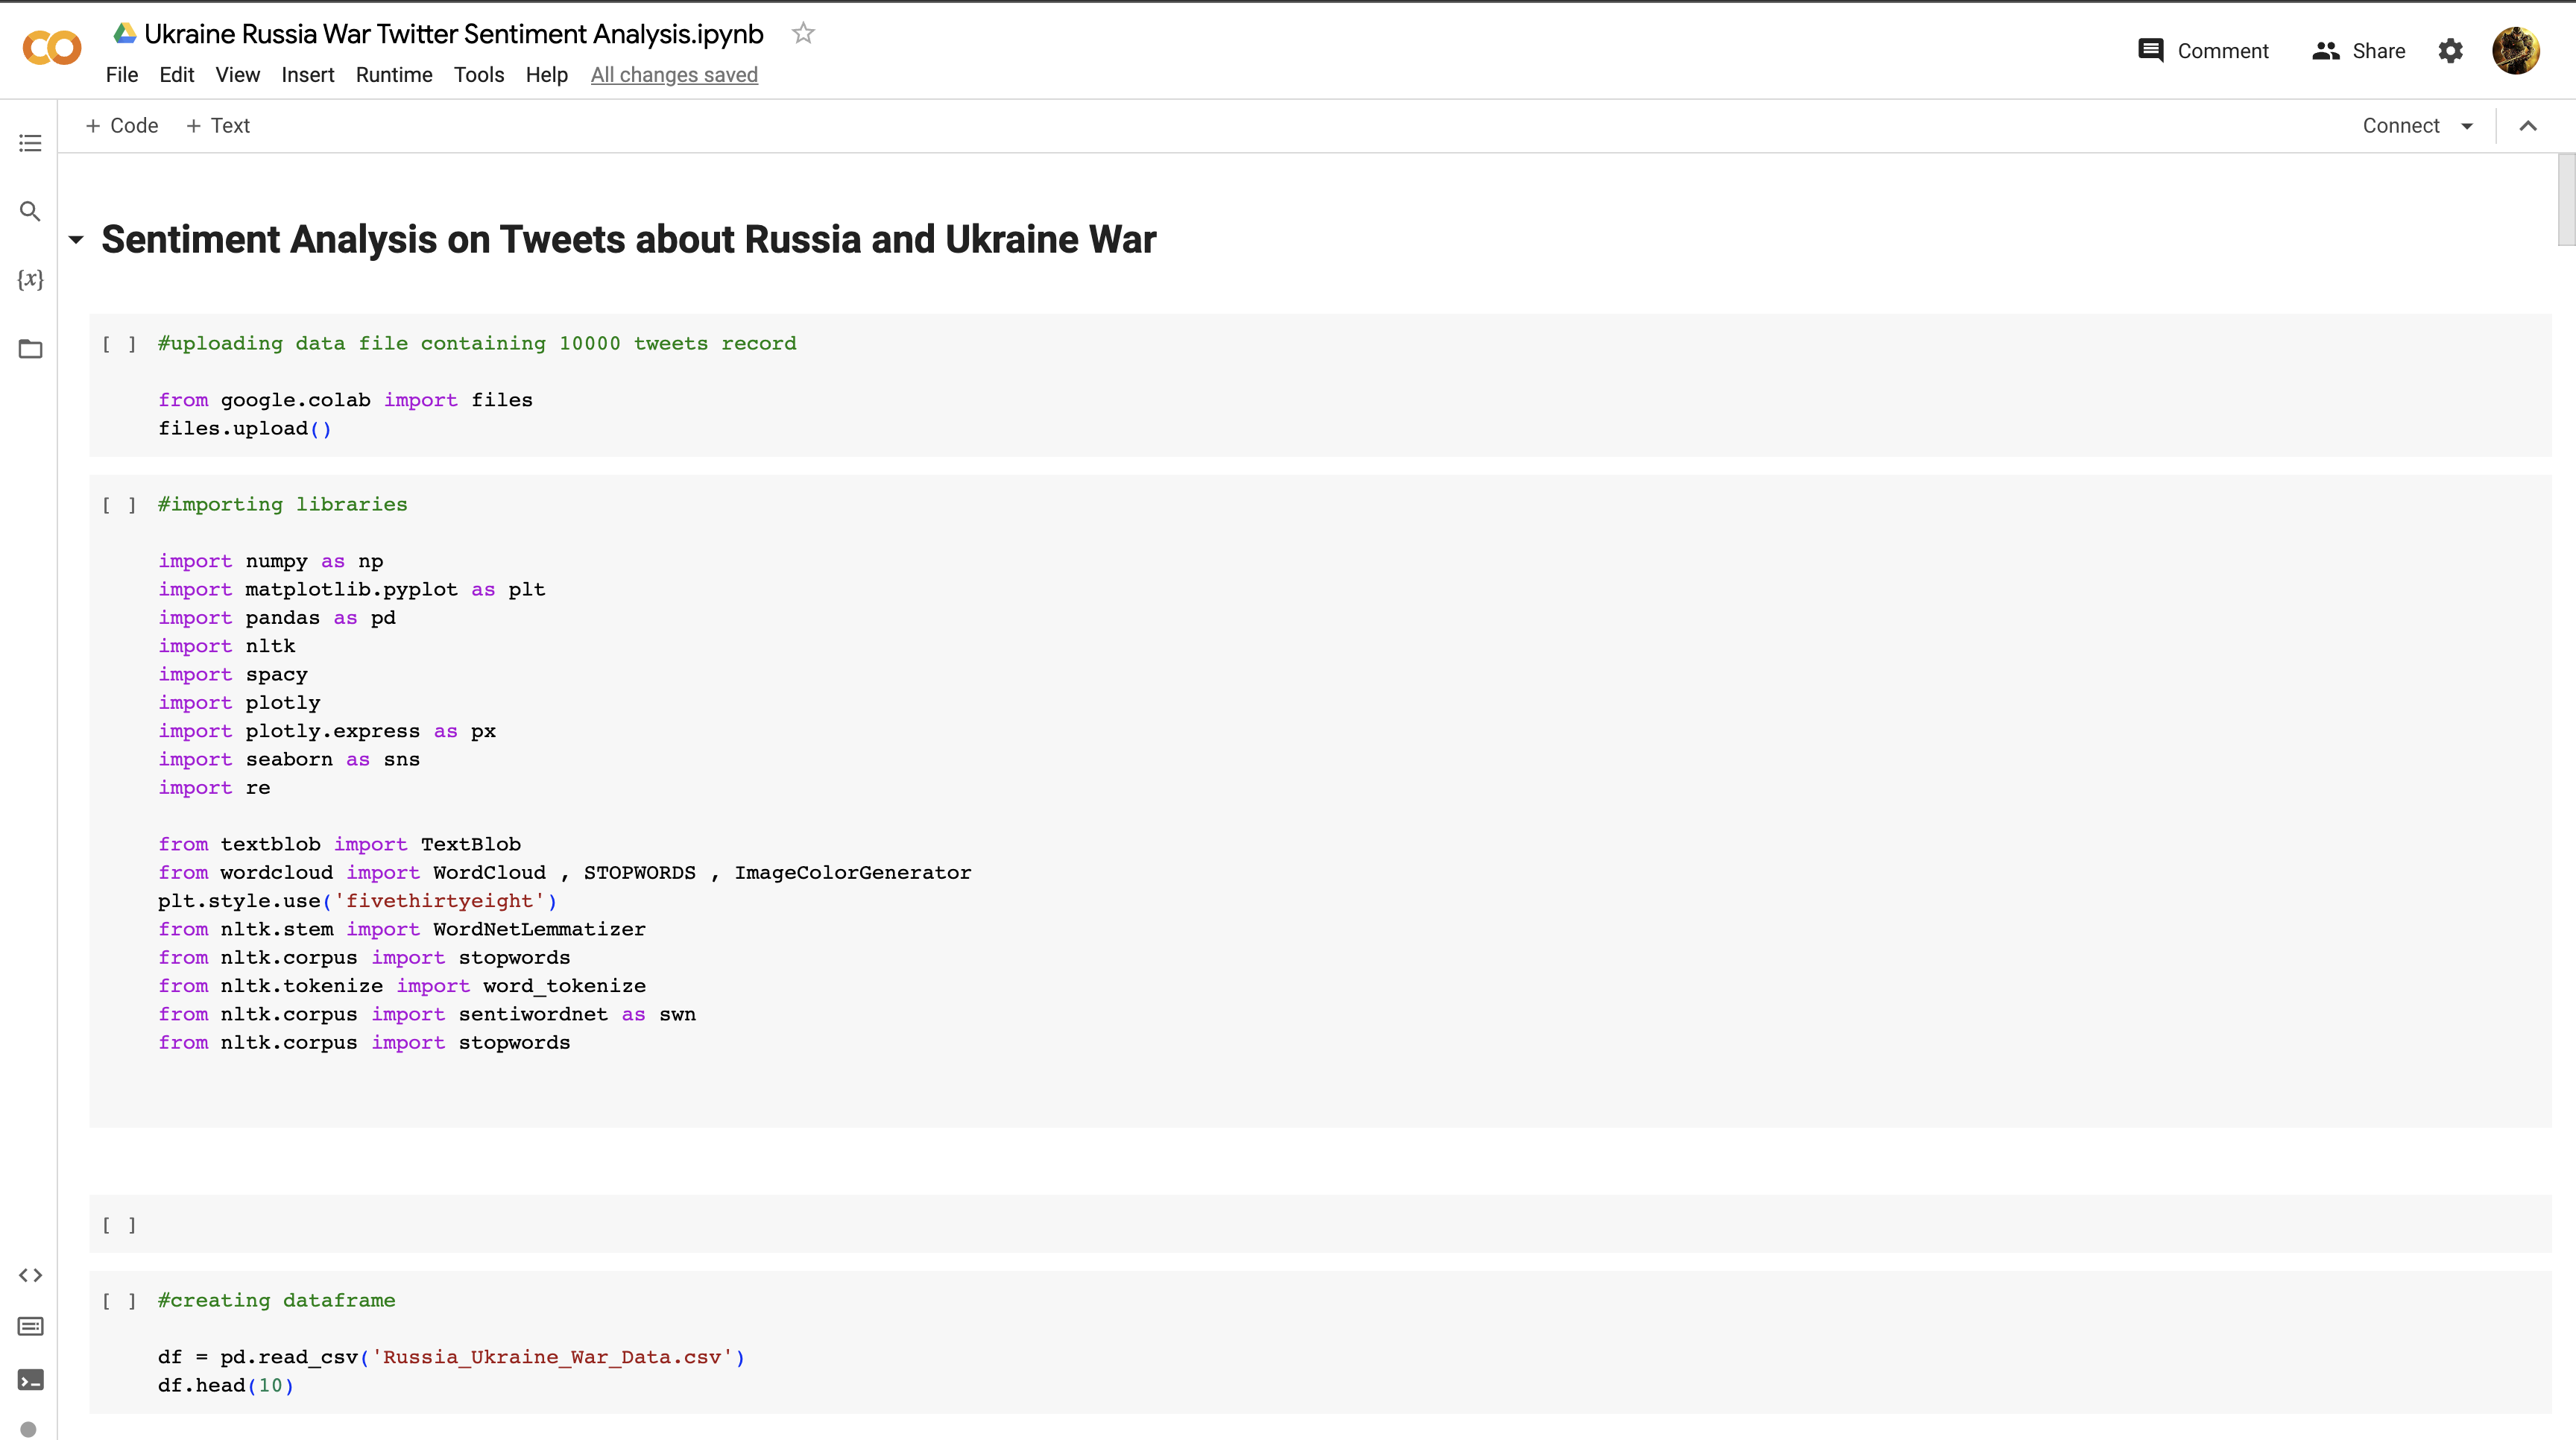 Ukraine Russia War Twitter Sentiment Analysis.ipynb
File Edit View Insert Runtime Tools Help All changes saved
Comment Share
+ Code + Text
Connect
{x}
Sentiment Analysis on Tweets about Russia and Ukraine War
[ ] #uploading data file containing 10000 tweets record
from google.colab import files
files.upload()
[ ] #importing libraries
import numpy as np
import matplotlib.pyplot as plt
import pandas as pd
import nltk
import spacy
import plotly
import plotly.express as px
import seaborn as sns
import re
from textblob import TextBlob
from wordcloud import WordCloud , STOPWORDS , ImageColorGenerator
plt.style.use('fivethirtyeight')
from nltk.stem import WordNetLemmatizer
from nltk.corpus import stopwords
from nltk.tokenize import word_tokenize
from nltk.corpus import sentiwordnet as swn
from nltk.corpus import stopwords
[ ]
[ ] #creating dataframe
df = pd.read_csv('Russia_Ukraine_War_Data.csv')
df.head(10)